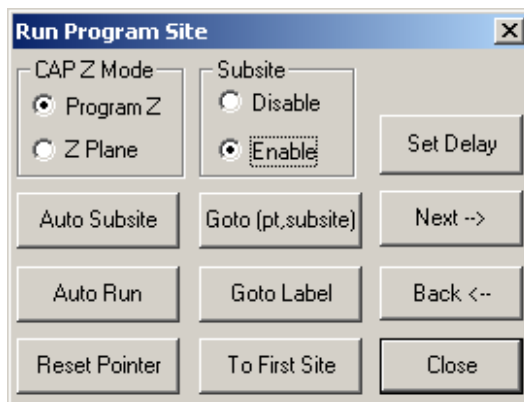 Run Program Site
CAP Z Mode
Program Z
Z Plane
Subsite
Disable
Enable
Set Delay
Auto Subsite
Goto (pt,subsite)
Next -->
Auto Run
Goto Label
Back <--
Reset Pointer
To First Site
Close